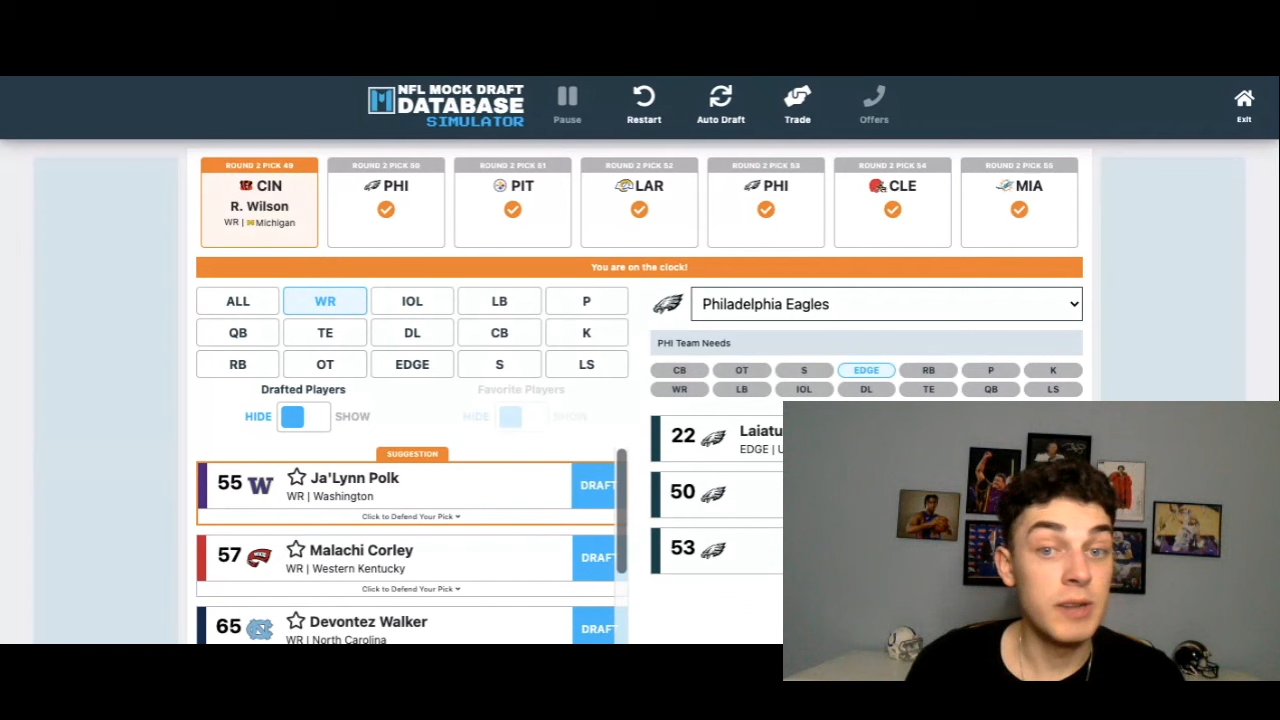 NFL MOCK DRAFT
DATABASE
SIMULATOR
Pause
Restart
Auto Draft
Trade
Offers
Exit
ROUND 2 PICK 49
CIN
R. Wilson
WR | Michigan
ROUND 2 PICK 50
PHI
ROUND 2 PICK 51
PIT
ROUND 2 PICK 52
LAR
ROUND 2 PICK 53
PHI
ROUND 2 PICK 54
CLE
ROUND 2 PICK 55
MIA
You are on the clock!
ALL WR IOL LB P
QB TE DL CB K
RB OT EDGE S LS
Drafted Players
HIDE SHOW
Favorite Players
HIDE SHOW
SUGGESTION
55 W Ja'Lynn Polk
WR | Washington
DRAFT
Click to Defend Your Pick
57 Malachi Corley
WR | Western Kentucky
DRAFT
Click to Defend Your Pick
65 Devontez Walker
WR | North Carolina
DRAFT
Philadelphia Eagles
PHI Team Needs
CB OT S EDGE RB P K
WR LB IOL DL TE QB LS
22 Laiatu
EDGE | U
50
53